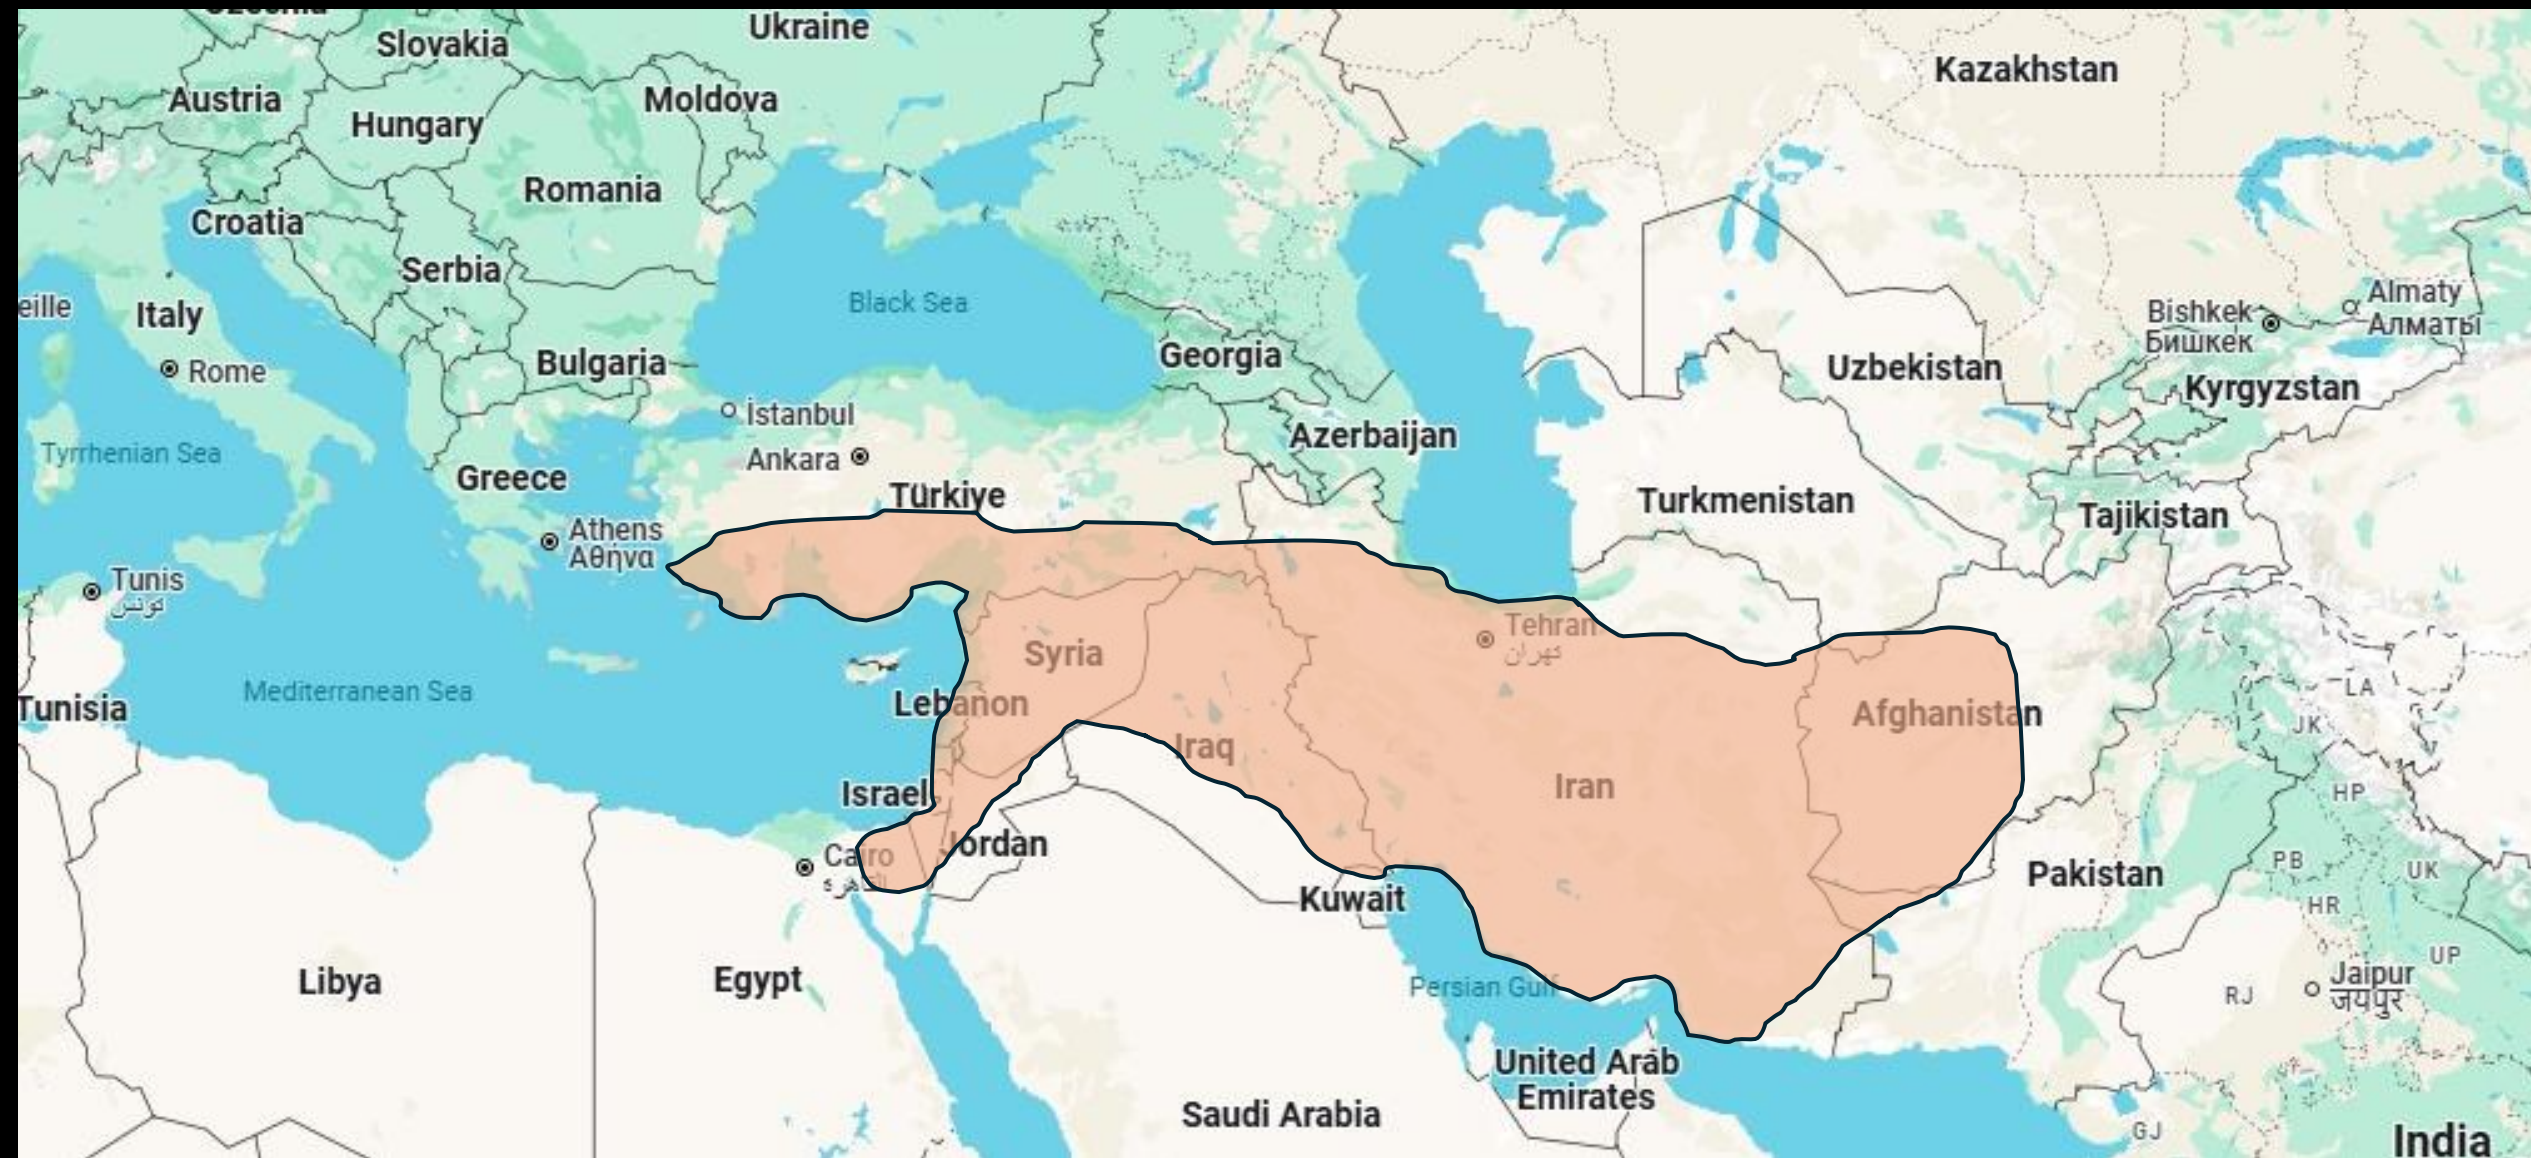 Ukraine
Slovakia
Kazakhstan
Austria
Moldova
Hungary
Romania
Croatia
Serbia
Almaty
Алматы
Bishkek
Бишкек
eille
Italy
Black Sea
Georgia
Bulgaria
Uzbekistan
Rome
Kyrgyzstan
İstanbul
Azerbaijan
Tyrrhenian Sea
Ankara
Greece
Türkiye
Turkmenistan
Tajikistan
Athens
Αθήνα
Tunis
تونس
Tehran
تهران
Syria
Mediterranean Sea
LA
Tunisia
Lebanon
Afghanistan
JK
Iraq
Iran
Israel
HP
Jordan
Cairo
القاهرة
PB
UK
Pakistan
Kuwait
HR
Libya
Egypt
Persian Gulf
UP
RJ
Jaipur
जयपुर
United Arab
Emirates
Saudi Arabia
GJ
India